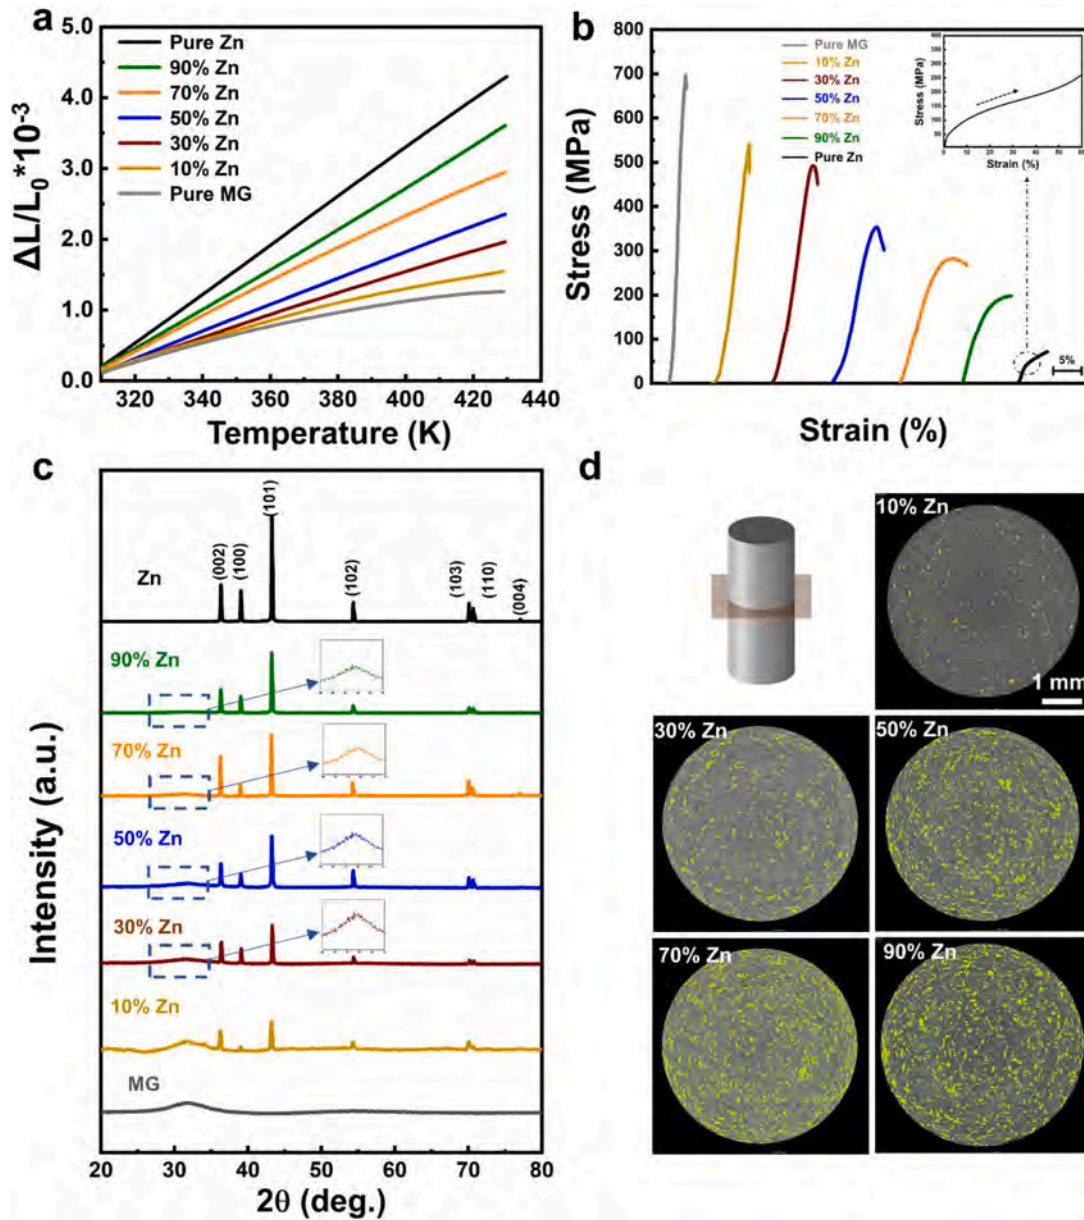 a
5.0
4.0
3.0
2.0
1.0
0.0
ΔL/L0*10-3
Pure Zn
90% Zn
70% Zn
50% Zn
30% Zn
10% Zn
Pure MG
320 340 360 380 400 420 440
Temperature (K)
b
800
700
600
500
400
300
200
100
0
Stress (MPa)
Pure MG
10% Zn
30% Zn
50% Zn
70% Zn
90% Zn
Pure Zn
Stress (MPa)
Strain (%)
5%
Strain (%)
c
Zn
(002)
(100)
(101)
(102)
(103)
(110)
(004)
90% Zn
70% Zn
50% Zn
30% Zn
10% Zn
MG
Intensity (a.u.)
20 30 40 50 60 70 80
2θ (deg.)
d
10% Zn
1 mm
30% Zn
50% Zn
70% Zn
90% Zn